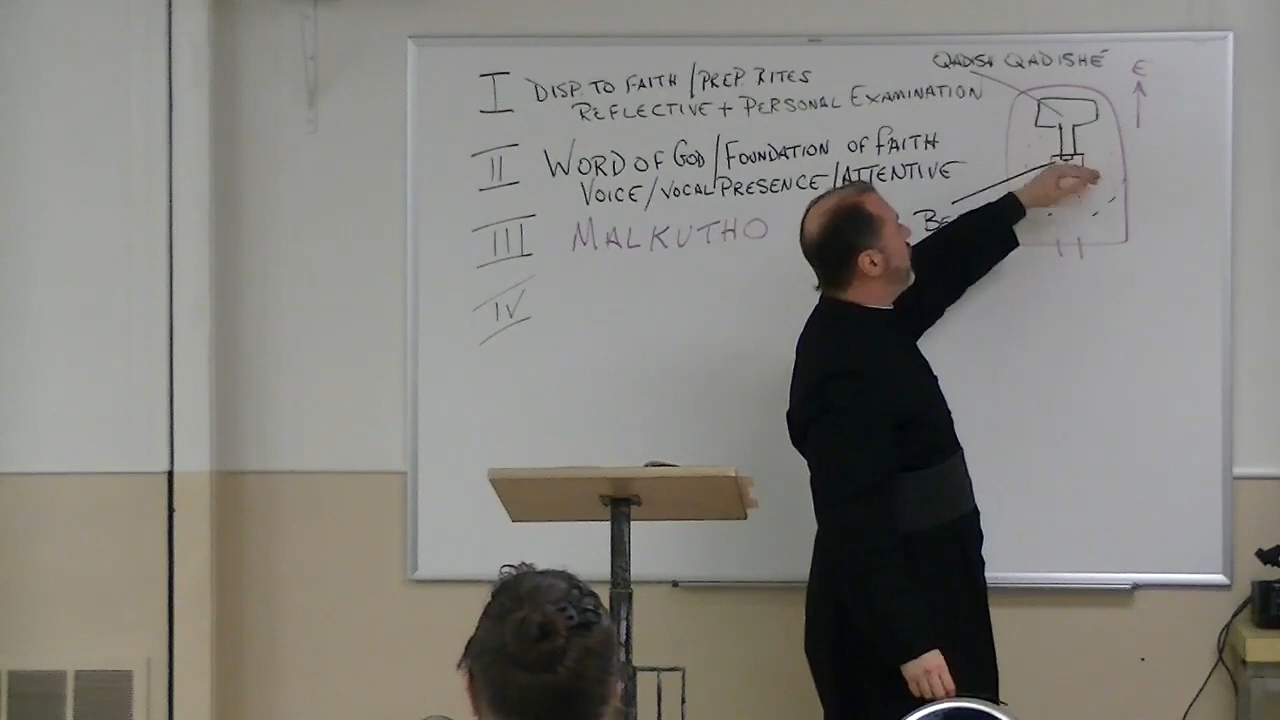 I DISP. TO FAITH / PREP RITES
REFLECTIVE + PERSONAL EXAMINATION
II WORD OF GOD / FOUNDATION OF FAITH
VOICE / VOCAL PRESENCE / ATTENTIVE
III MALKUTHO
IV
QADISH QADISHÉ
E